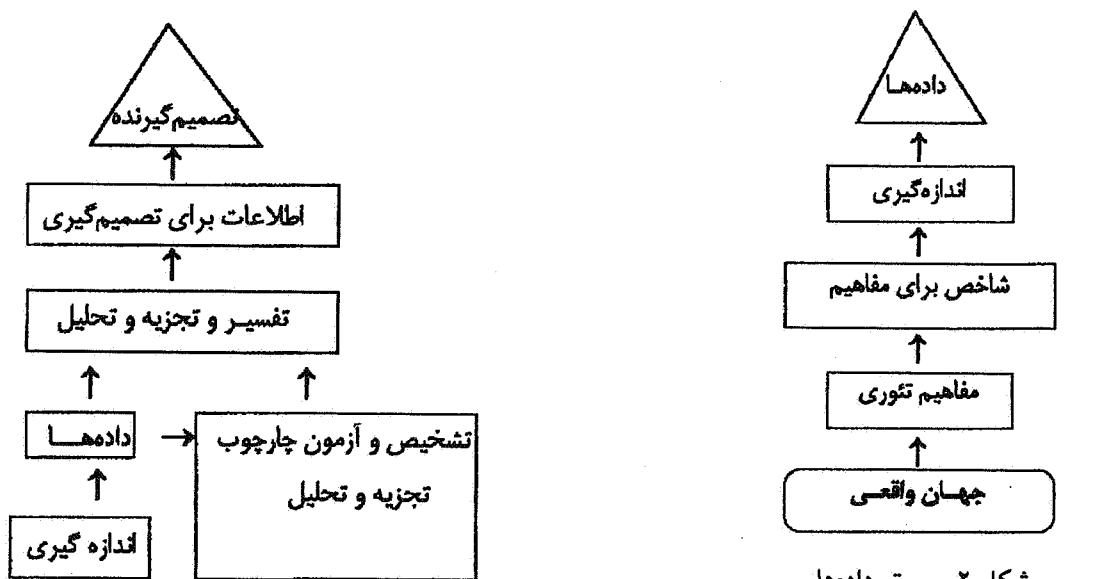 داده‌ها
اندازه‌گیری
شاخص برای مفاهیم
مفاهیم تئوری
جهان واقعی
تصمیم‌گیرنده
اطلاعات برای تصمیم‌گیری
تفسیر و تجزیه و تحلیل
داده‌ها
تشخیص و آزمون چارچوب
تجزیه و تحلیل
اندازه گیری